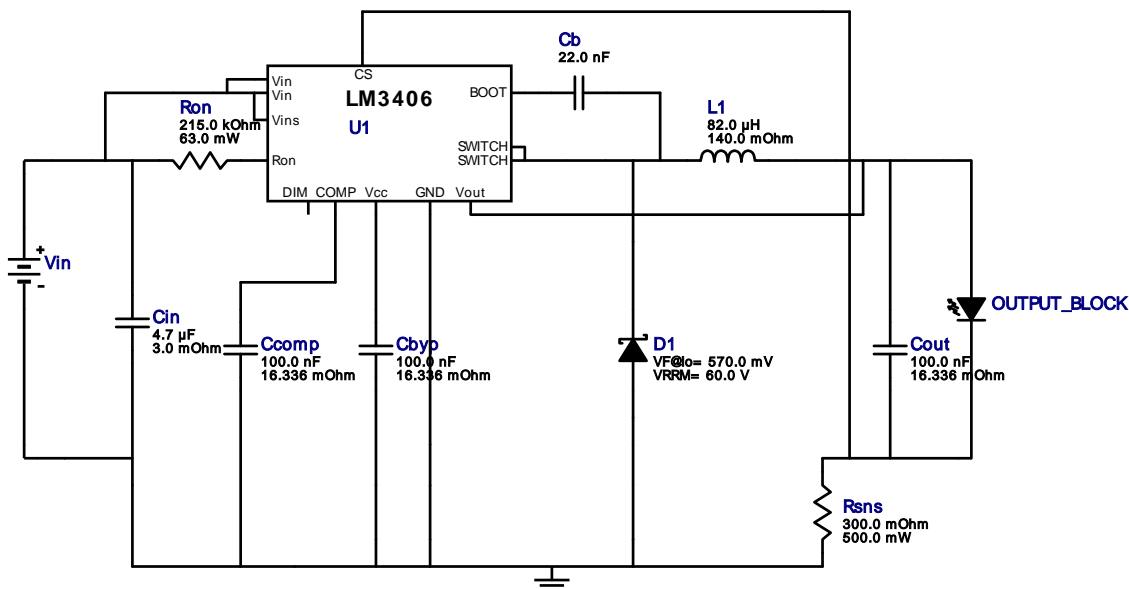 Cb
22.0 nF
CS
Vin
Vin
Vins
Ron
LM3406
U1
BOOT
SWITCH
SWITCH
DIM COMP Vcc GND Vout
Ron
215.0 kOhm
63.0 mW
L1
82.0 µH
140.0 mOhm
+
Vin
-
Cin
4.7 µF
3.0 mOhm
Ccomp
100.0 nF
16.336 mOhm
Cbyp
100.0 nF
16.336 mOhm
D1
VF@Io= 570.0 mV
VRRM= 60.0 V
Cout
100.0 nF
16.336 mOhm
OUTPUT_BLOCK
Rsns
300.0 mOhm
500.0 mW